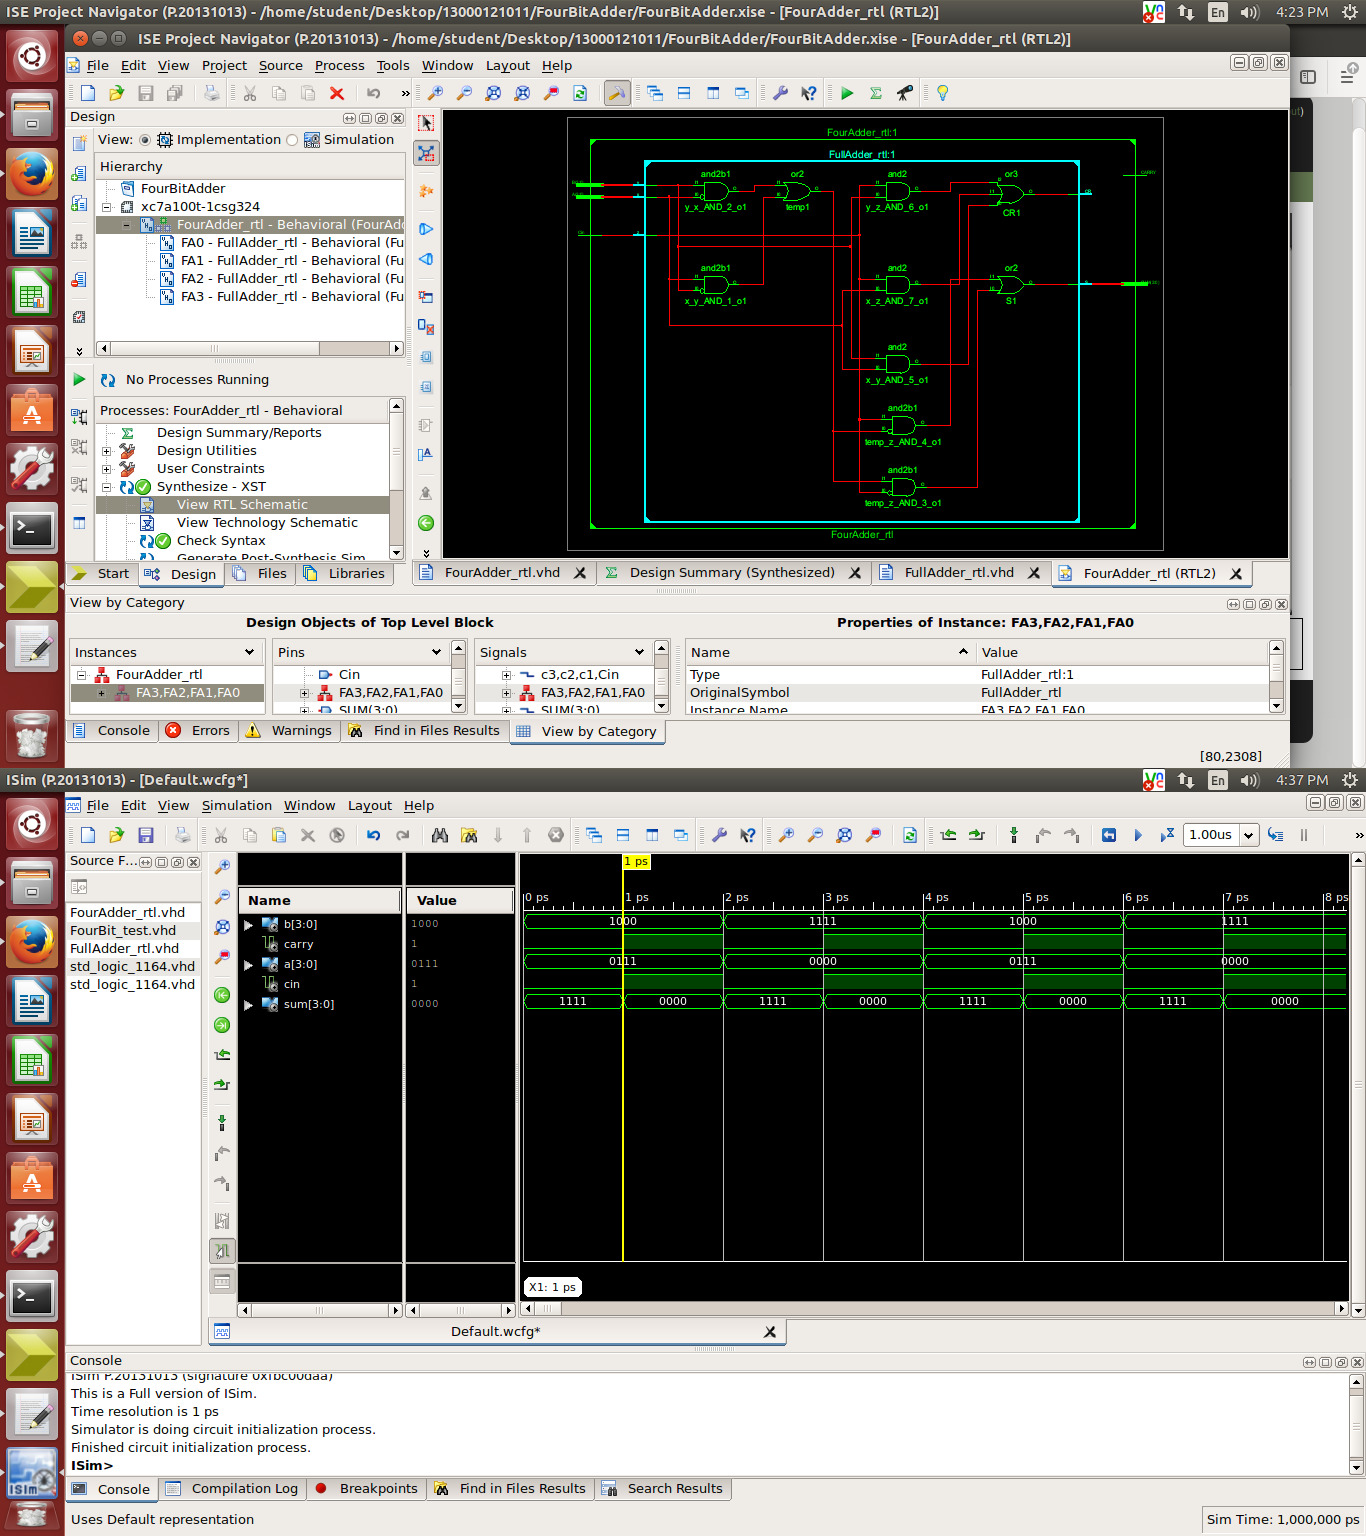 ISE Project Navigator (P.20131013) - /home/student/Desktop/13000121011/FourBitAdder/FourBitAdder.xise - [FourAdder_rtl (RTL2)]
En 4:23 PM
ISE Project Navigator (P.20131013) - /home/student/Desktop/13000121011/FourBitAdder/FourBitAdder.xise - [FourAdder_rtl (RTL2)]
File Edit View Project Source Process Tools Window Layout Help
Design
View: Implementation Simulation
Hierarchy
FourBitAdder
xc7a100t-1csg324
FourAdder_rtl - Behavioral (FourAdd
FA0 - FullAdder_rtl - Behavioral (Fu
FA1 - FullAdder_rtl - Behavioral (Fu
FA2 - FullAdder_rtl - Behavioral (Fu
FA3 - FullAdder_rtl - Behavioral (Fu
No Processes Running
Processes: FourAdder_rtl - Behavioral
Design Summary/Reports
Design Utilities
User Constraints
Synthesize - XST
View RTL Schematic
View Technology Schematic
Check Syntax
Generate Post-Synthesis Sim
Start Design Files Libraries
FourAdder_rtl:1
FullAdder_rtl:1
and2b1 or2 and2 or3
CARRY
y_x_AND_2_o1 temp1 y_z_AND_6_o1 CR1
and2b1 and2 or2
x_y_AND_1_o1 x_z_AND_7_o1 S1
and2
x_y_AND_5_o1
and2b1
temp_z_AND_4_o1
and2b1
temp_z_AND_3_o1
FourAdder_rtl
FourAdder_rtl.vhd Design Summary (Synthesized) FullAdder_rtl.vhd FourAdder_rtl (RTL2)
View by Category
Design Objects of Top Level Block
Properties of Instance: FA3,FA2,FA1,FA0
Instances Pins Signals Name Value
FourAdder_rtl Cin c3,c2,c1,Cin Type FullAdder_rtl:1
FA3,FA2,FA1,FA0 FA3,FA2,FA1,FA0 FA3,FA2,FA1,FA0 OriginalSymbol FullAdder_rtl
SUM(3:0) SUM(3:0) Instance Name FA3,FA2,FA1,FA0
Console Errors Warnings Find in Files Results View by Category
[80,2308]
ISim (P.20131013) - [Default.wcfg*]
En 4:37 PM
File Edit View Simulation Window Layout Help
1.00us
Source F...
FourAdder_rtl.vhd
FourBit_test.vhd
FullAdder_rtl.vhd
std_logic_1164.vhd
std_logic_1164.vhd
1 ps
Name Value 0 ps 1 ps 2 ps 3 ps 4 ps 5 ps 6 ps 7 ps 8 ps
b[3:0] 1000 1000 1111 1000 1111
carry 1
a[3:0] 0111 0111 0000 0111 0000
cin 1
sum[3:0] 0000 1111 0000 1111 0000 1111 0000 1111 0000
X1: 1 ps
Default.wcfg*
Console
ISim P.20131013 (signature 0xfbc00daa)
This is a Full version of ISim.
Time resolution is 1 ps
Simulator is doing circuit initialization process.
Finished circuit initialization process.
ISim>
Console Compilation Log Breakpoints Find in Files Results Search Results
Uses Default representation
Sim Time: 1,000,000 ps